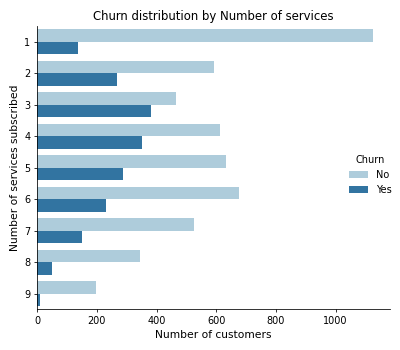 Churn distribution by Number of services
Number of services subscribed
1
2
3
4
5
6
7
8
9
Churn
No
Yes
0 200 400 600 800 1000
Number of customers